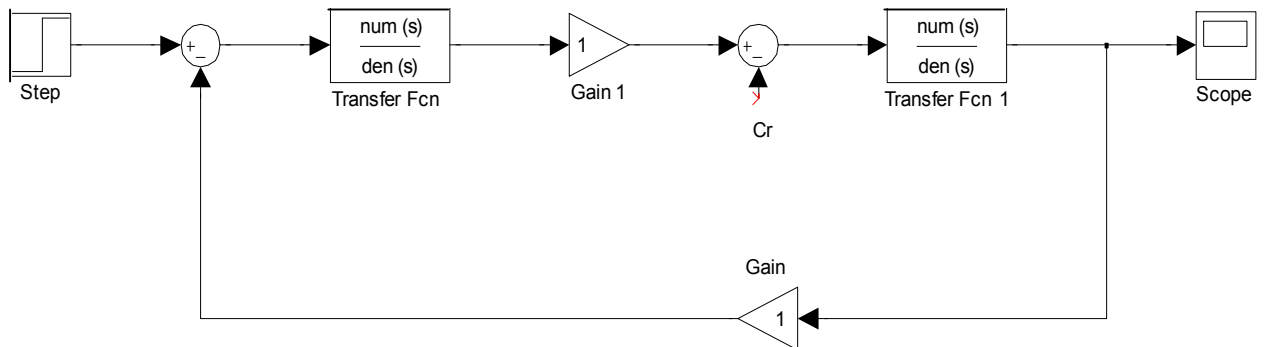 Step
+
−
num (s)
den (s)
Transfer Fcn
1
Gain 1
+
−
Cr
num (s)
den (s)
Transfer Fcn 1
Scope
Gain
1